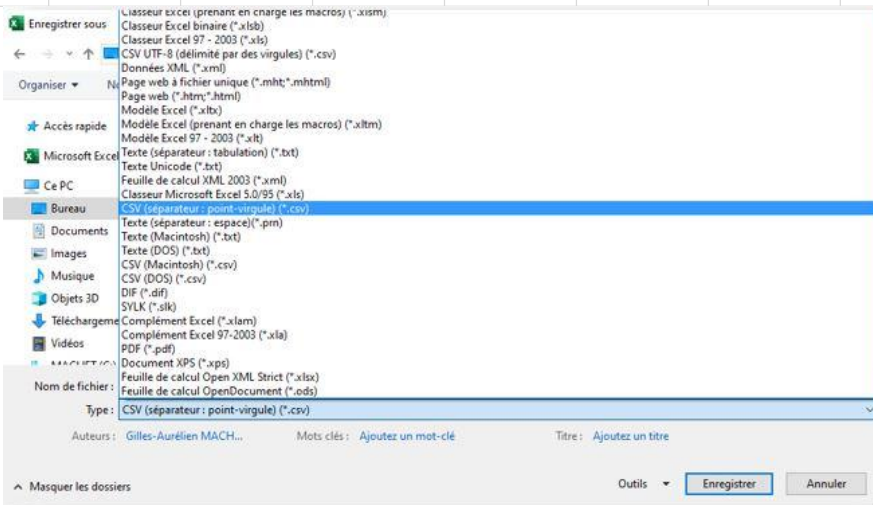 Classeur Excel (prenant en charge les macros) (*.xlsm)
Enregistrer sous
Classeur Excel binaire (*.xlsb)
Classeur Excel 97 - 2003 (*.xls)
CSV UTF-8 (délimité par des virgules) (*.csv)
Données XML (*.xml)
Organiser
Page web à fichier unique (*.mht;*.mhtml)
Page web (*.htm;*.html)
Modèle Excel (*.xltx)
Accès rapide
Modèle Excel (prenant en charge les macros) (*.xltm)
Modèle Excel 97 - 2003 (*.xlt)
Texte (séparateur : tabulation) (*.txt)
Microsoft Excel
Texte Unicode (*.txt)
Feuille de calcul XML 2003 (*.xml)
Ce PC
Classeur Microsoft Excel 5.0/95 (*.xls)
Bureau
CSV (séparateur : point-virgule) (*.csv)
Texte (séparateur : espace)(*.prn)
Documents
Texte (Macintosh) (*.txt)
Images
Texte (DOS) (*.txt)
CSV (Macintosh) (*.csv)
Musique
CSV (DOS) (*.csv)
DIF (*.dif)
Objets 3D
SYLK (*.slk)
Téléchargeme
Complément Excel (*.xlam)
Complément Excel 97-2003 (*.xla)
Vidéos
PDF (*.pdf)
Document XPS (*.xps)
Feuille de calcul Open XML Strict (*.xlsx)
Nom de fichier :
Feuille de calcul OpenDocument (*.ods)
Type : CSV (séparateur : point-virgule) (*.csv)
Auteurs : Gilles-Aurélien MACH... Mots clés : Ajoutez un mot-clé Titre : Ajoutez un titre
Masquer les dossiers Outils Enregistrer Annuler